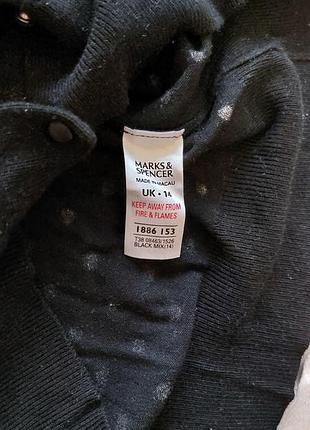 MARKS&
SPENCER
MADE IN MACAU
UK • 14
KEEP AWAY FROM
FIRE & FLAMES
1886 153
T38 08463/1526
BLACK MIX(14)